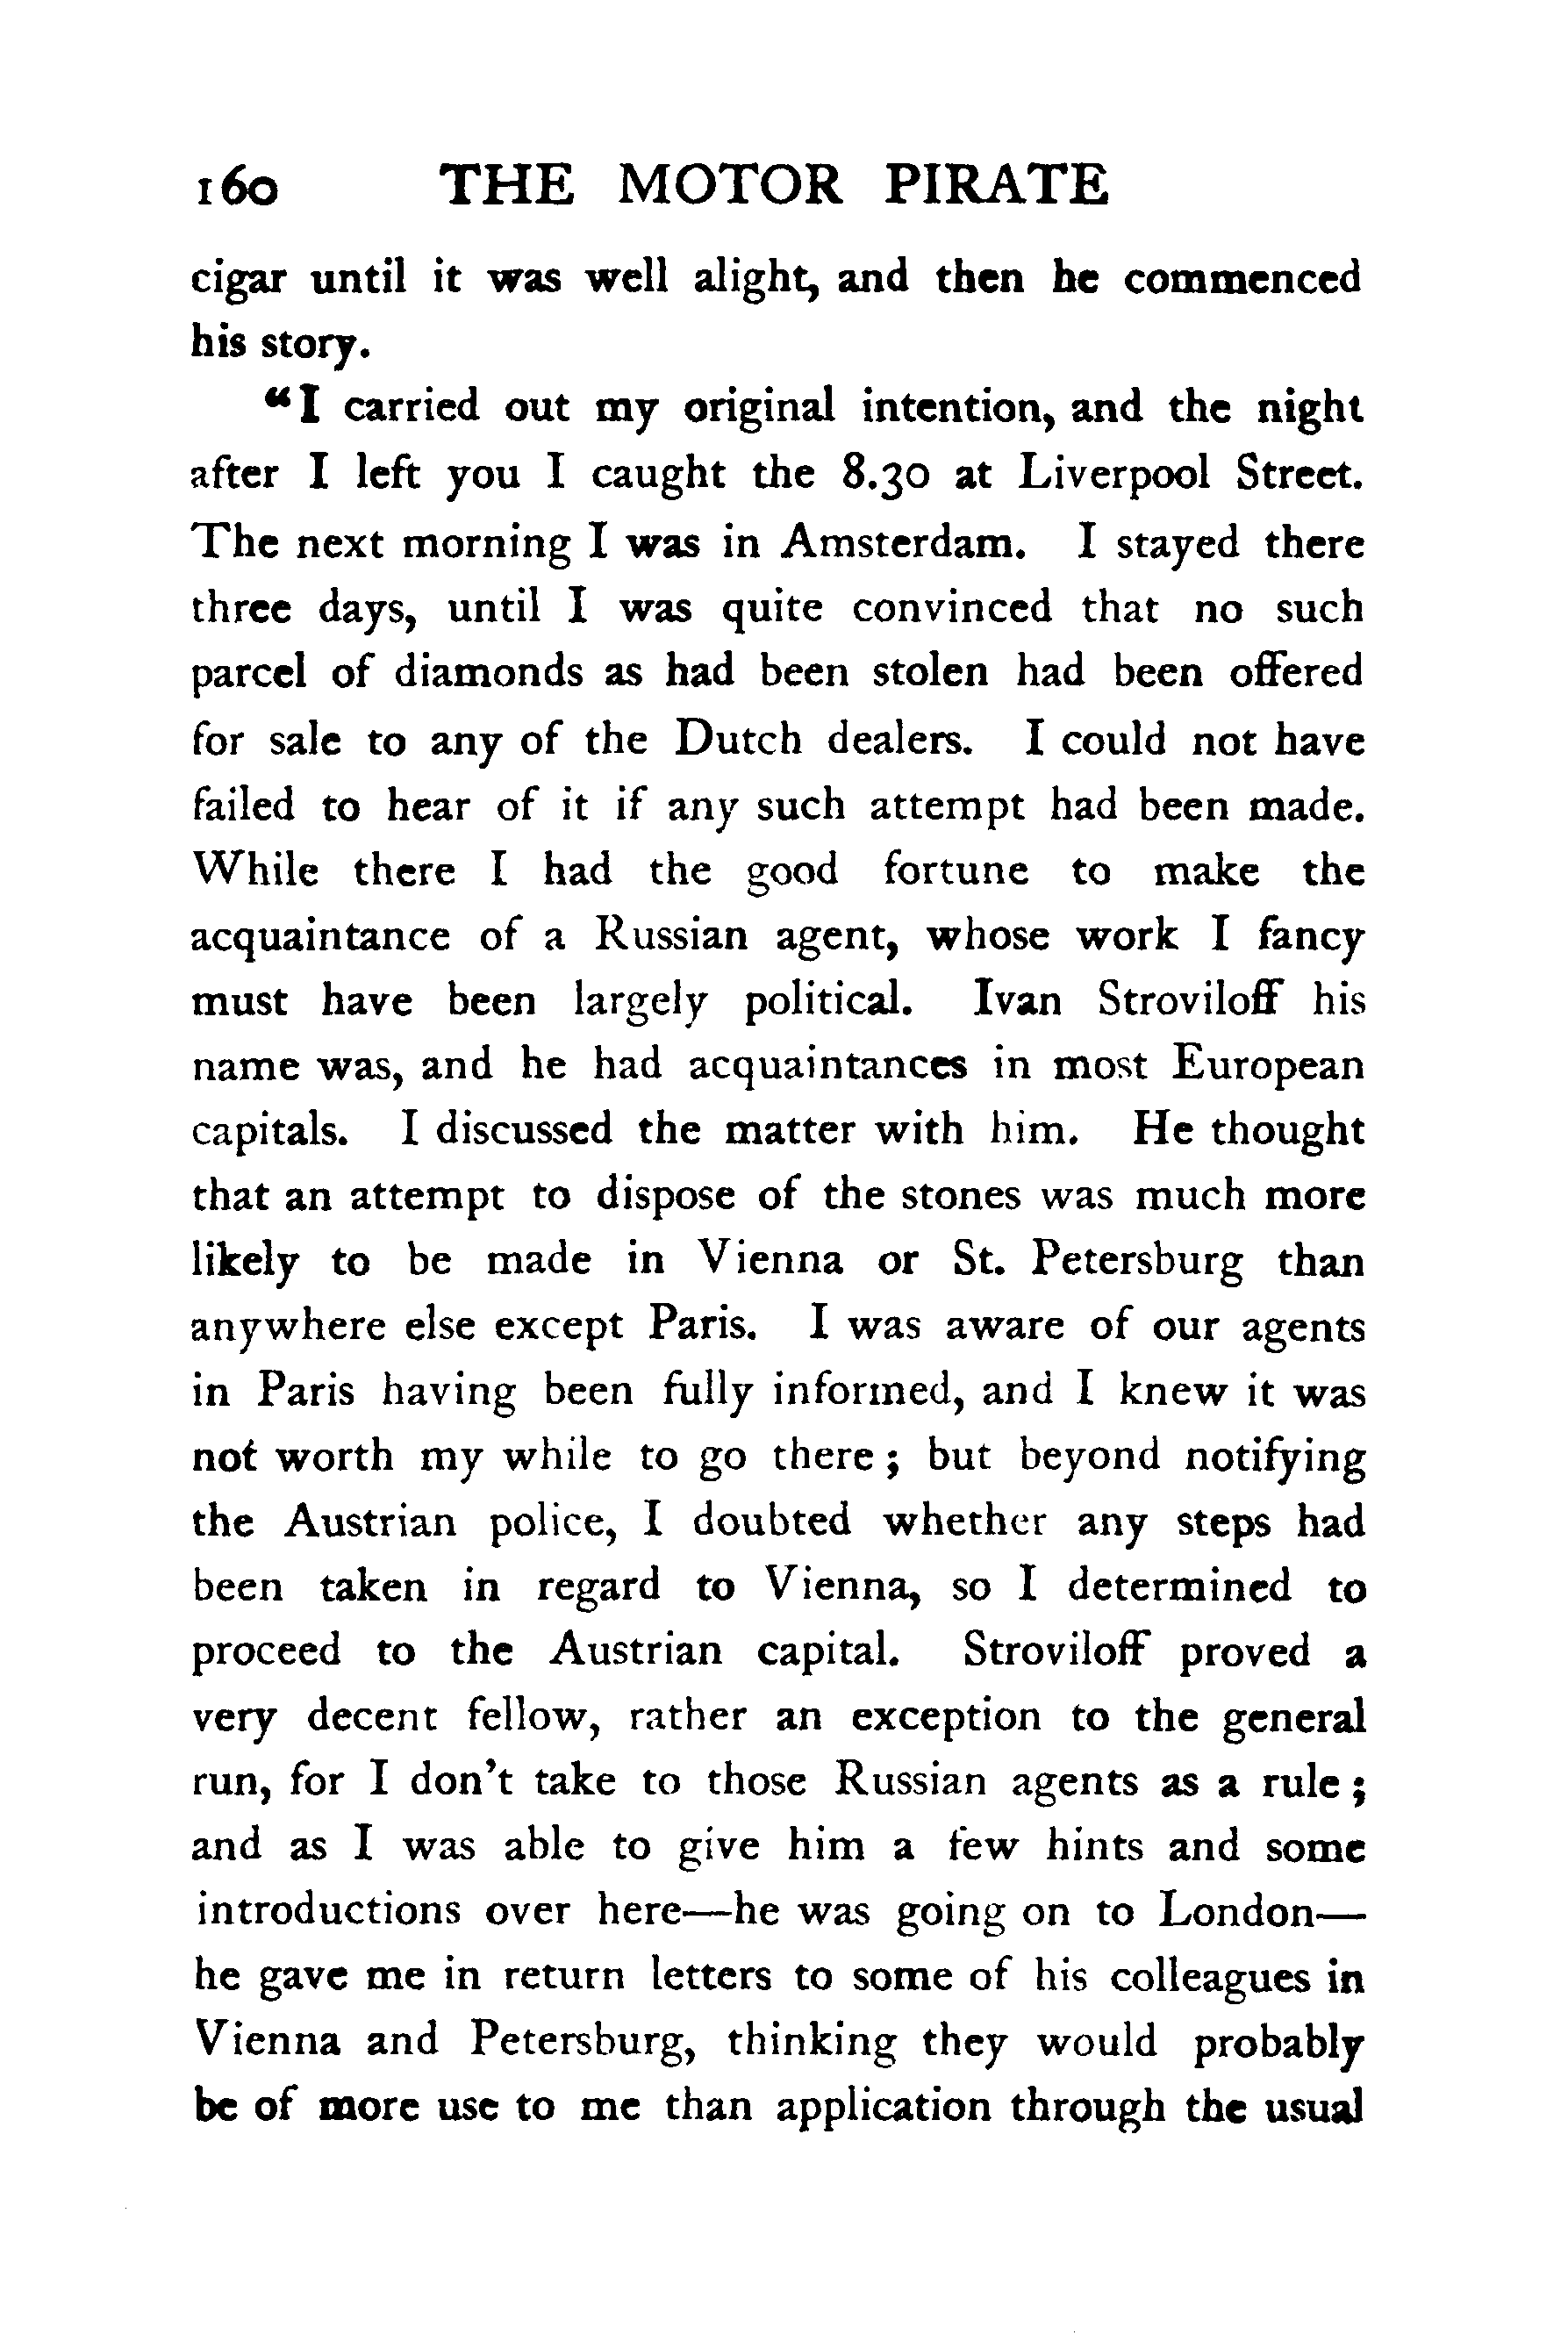 160 THE MOTOR PIRATE
cigar until it was well alight, and then he commenced
his story.
“I carried out my original intention, and the night
after I left you I caught the 8.30 at Liverpool Street.
The next morning I was in Amsterdam. I stayed there
three days, until I was quite convinced that no such
parcel of diamonds as had been stolen had been offered
for sale to any of the Dutch dealers. I could not have
failed to hear of it if any such attempt had been made.
While there I had the good fortune to make the
acquaintance of a Russian agent, whose work I fancy
must have been largely political. Ivan Stroviloff his
name was, and he had acquaintances in most European
capitals. I discussed the matter with him. He thought
that an attempt to dispose of the stones was much more
likely to be made in Vienna or St. Petersburg than
anywhere else except Paris. I was aware of our agents
in Paris having been fully informed, and I knew it was
not worth my while to go there; but beyond notifying
the Austrian police, I doubted whether any steps had
been taken in regard to Vienna, so I determined to
proceed to the Austrian capital. Stroviloff proved a
very decent fellow, rather an exception to the general
run, for I don’t take to those Russian agents as a rule;
and as I was able to give him a few hints and some
introductions over here—he was going on to London—
he gave me in return letters to some of his colleagues in
Vienna and Petersburg, thinking they would probably
be of more use to me than application through the usual